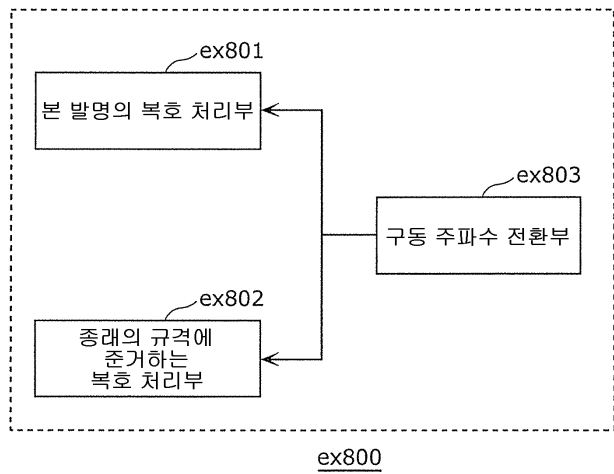 ex801
본 발명의 복호 처리부
ex803
구동 주파수 전환부
ex802
종래의 규격에
준거하는
복호 처리부
ex800